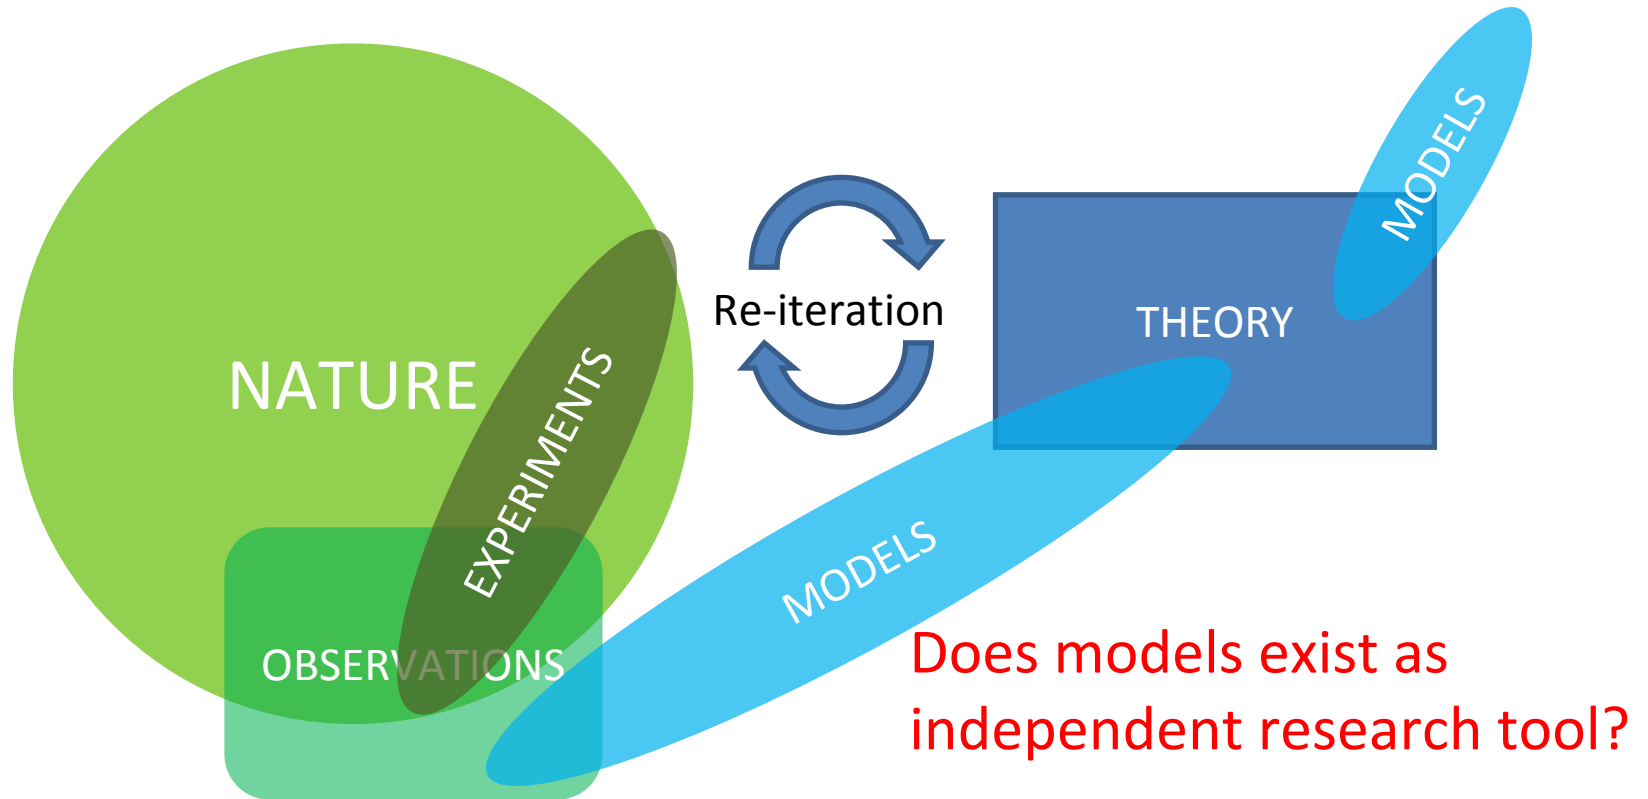 MODELS
Re-iteration
THEORY
NATURE
EXPERIMENTS
MODELS
OBSERVATIONS
Does models exist as
independent research tool?